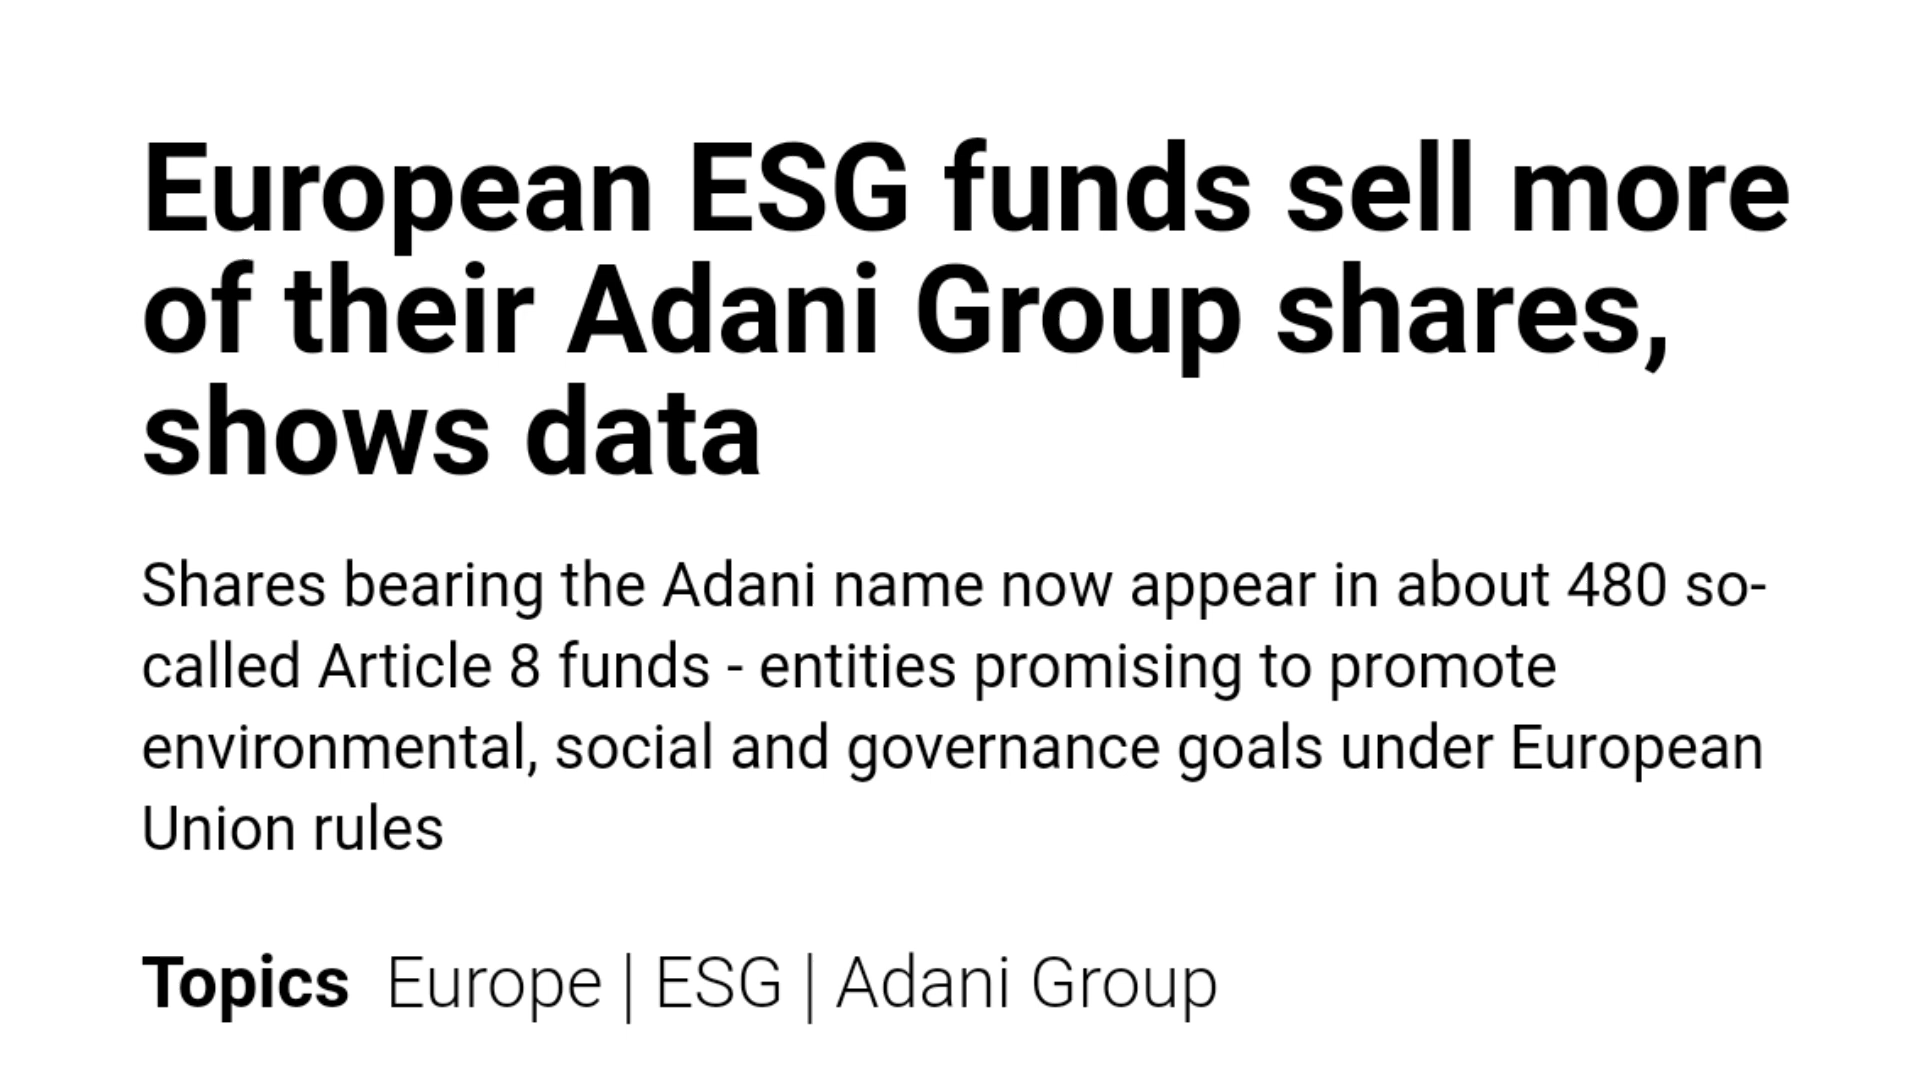 European ESG funds sell more
of their Adani Group shares,
shows data
Shares bearing the Adani name now appear in about 480 so-
called Article 8 funds - entities promising to promote
environmental, social and governance goals under European
Union rules
Topics Europe | ESG | Adani Group